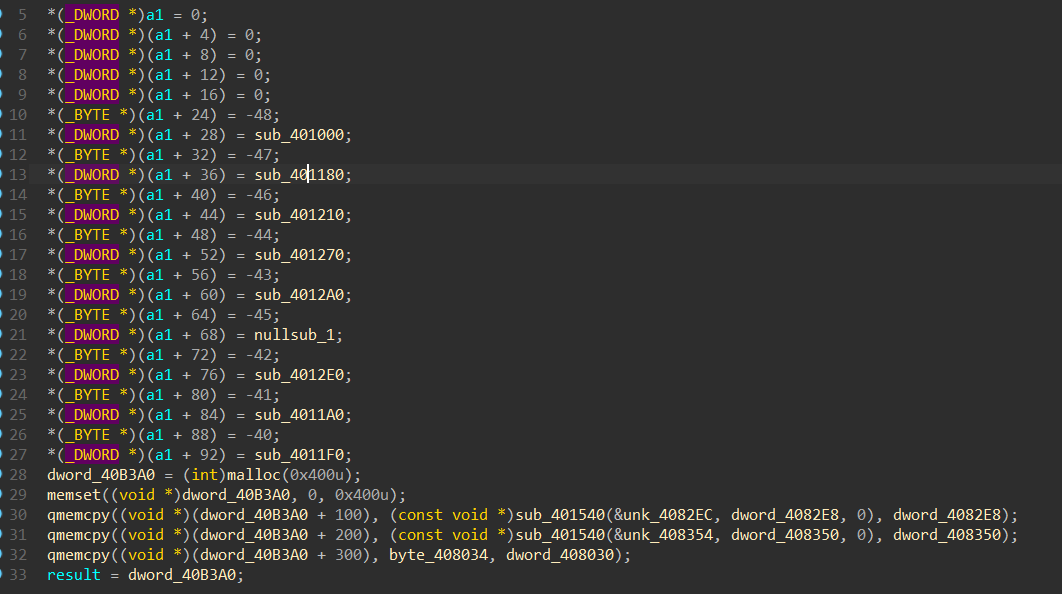 5 *(_DWORD *)a1 = 0;
6 *(_DWORD *)(a1 + 4) = 0;
7 *(_DWORD *)(a1 + 8) = 0;
8 *(_DWORD *)(a1 + 12) = 0;
9 *(_DWORD *)(a1 + 16) = 0;
10 *(_BYTE *)(a1 + 24) = -48;
11 *(_DWORD *)(a1 + 28) = sub_401000;
12 *(_BYTE *)(a1 + 32) = -47;
13 *(_DWORD *)(a1 + 36) = sub_401180;
14 *(_BYTE *)(a1 + 40) = -46;
15 *(_DWORD *)(a1 + 44) = sub_401210;
16 *(_BYTE *)(a1 + 48) = -44;
17 *(_DWORD *)(a1 + 52) = sub_401270;
18 *(_BYTE *)(a1 + 56) = -43;
19 *(_DWORD *)(a1 + 60) = sub_4012A0;
20 *(_BYTE *)(a1 + 64) = -45;
21 *(_DWORD *)(a1 + 68) = nullsub_1;
22 *(_BYTE *)(a1 + 72) = -42;
23 *(_DWORD *)(a1 + 76) = sub_4012E0;
24 *(_BYTE *)(a1 + 80) = -41;
25 *(_DWORD *)(a1 + 84) = sub_4011A0;
26 *(_BYTE *)(a1 + 88) = -40;
27 *(_DWORD *)(a1 + 92) = sub_4011F0;
28 dword_40B3A0 = (int)malloc(0x400u);
29 memset((void *)dword_40B3A0, 0, 0x400u);
30 qmemcpy((void *)(dword_40B3A0 + 100), (const void *)sub_401540(&unk_4082EC, dword_4082E8, 0), dword_4082E8);
31 qmemcpy((void *)(dword_40B3A0 + 200), (const void *)sub_401540(&unk_408354, dword_408350, 0), dword_408350);
32 qmemcpy((void *)(dword_40B3A0 + 300), byte_408034, dword_408030);
33 result = dword_40B3A0;